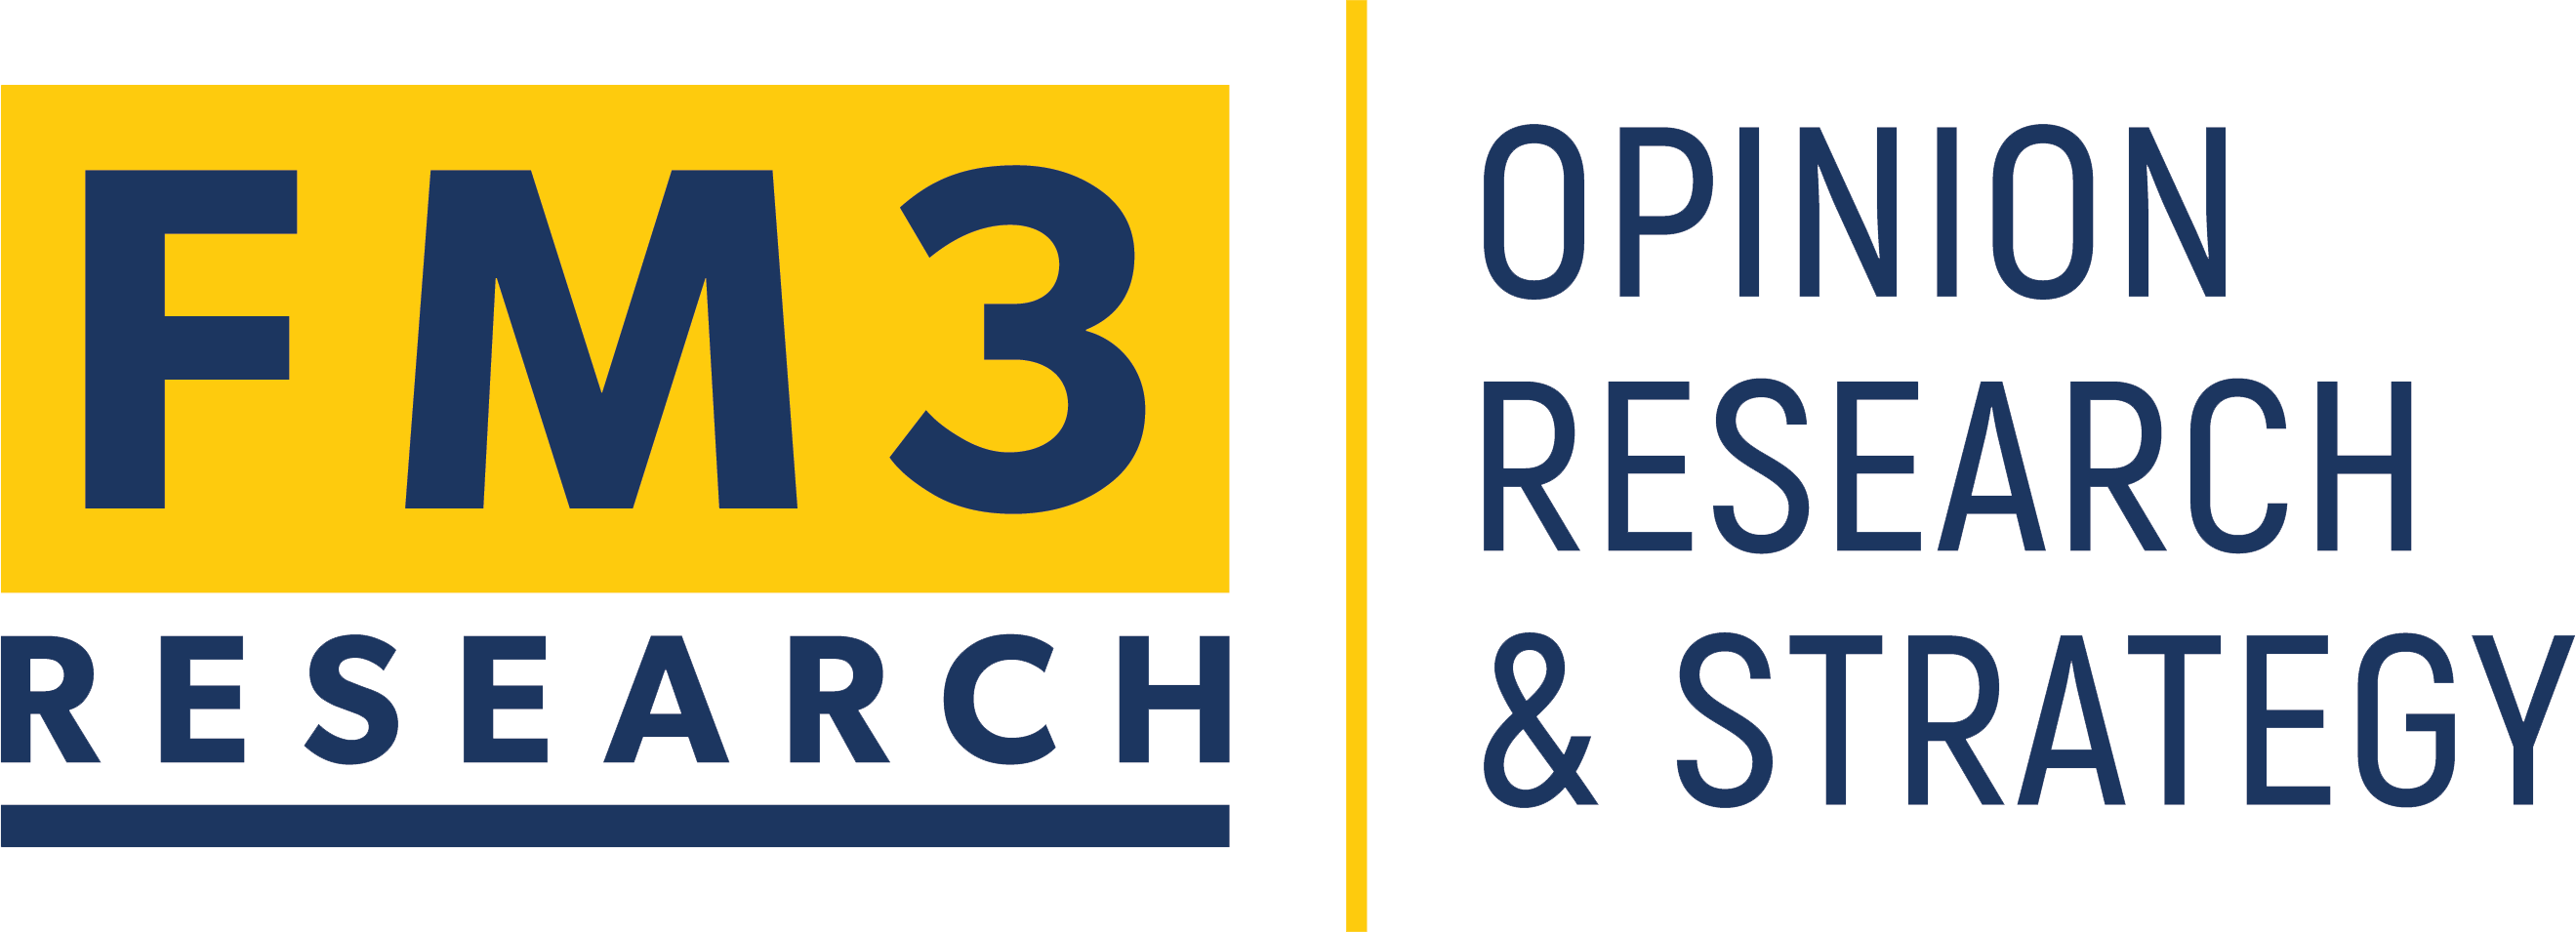 FM3
RESEARCH
OPINION
RESEARCH
& STRATEGY